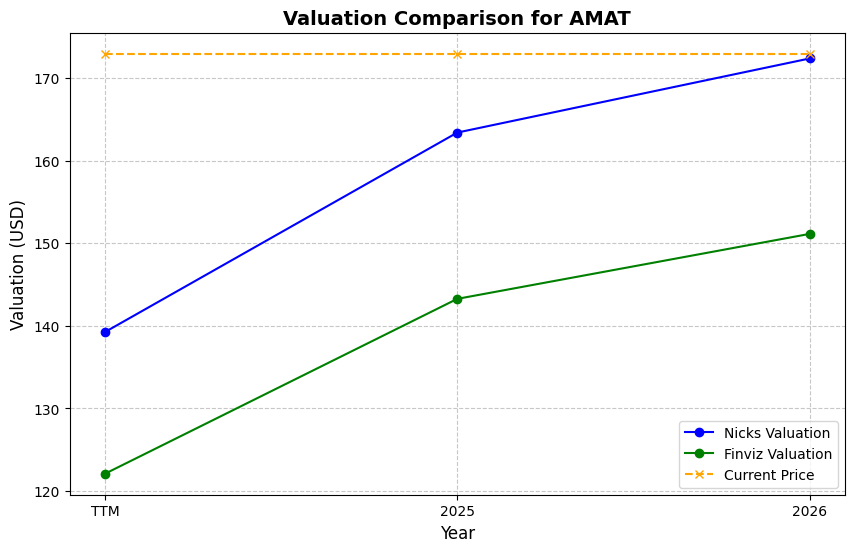 Valuation Comparison for AMAT
Valuation (USD)
170
160
150
140
130
120
TTM
2025
2026
Year
Nicks Valuation
Finviz Valuation
Current Price